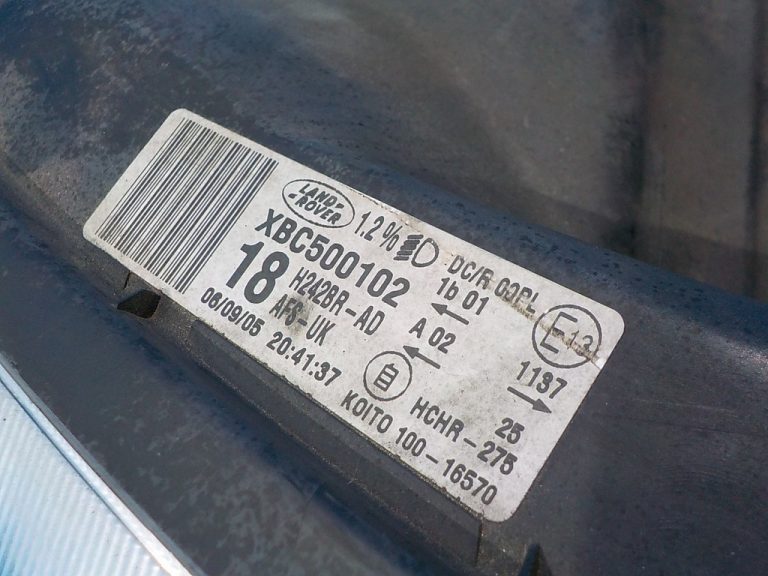 LAND-
-ROVER
1.2%
DC/R 00PL
E13
XBC500102
1b 01
1137
18
H242BR-AD
A 02
25
AFS-UK
自
HCHR-275
06/09/05 20:41:37
KOITO 100-16570